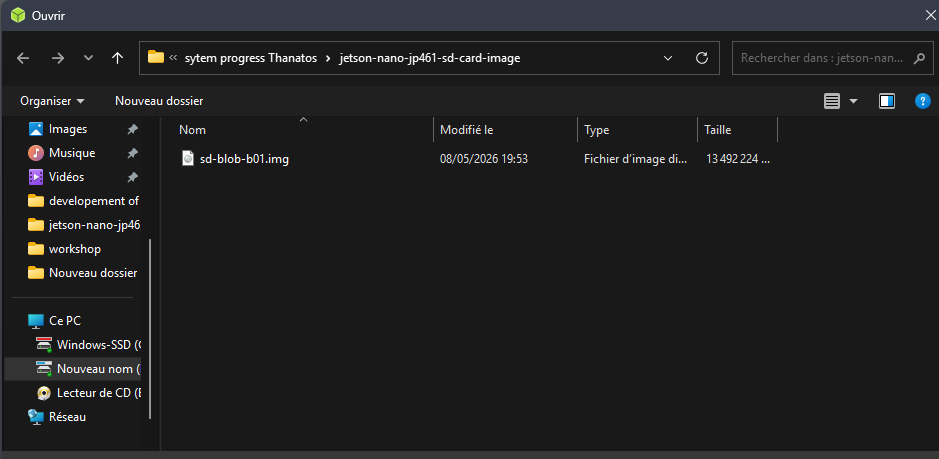 Ouvrir
sytem progress Thanatos › jetson-nano-jp461-sd-card-image
Rechercher dans : jetson-nan...
Organiser
Nouveau dossier
Images
Musique
Vidéos
developement of
jetson-nano-jp46
workshop
Nouveau dossier
Ce PC
Windows-SSD (
Nouveau nom (
Lecteur de CD (
Réseau
Nom Modifié le Type Taille
sd-blob-b01.img 08/05/2026 19:53 Fichier d'image di... 13 492 224 ...